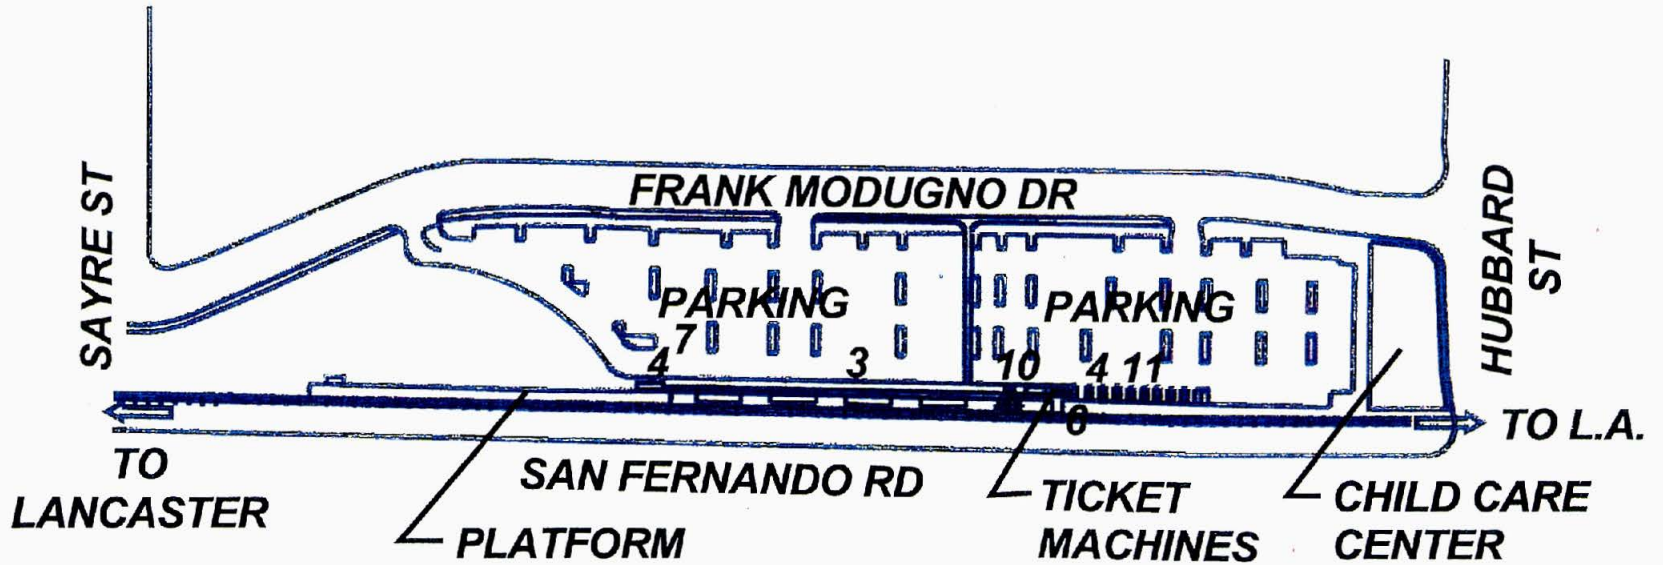 FRANK MODUGNO DR
SAYRE ST
HUBBARD
ST
PARKING
PARKING
7
4
3
10
4
11
6
TO L.A.
TO
LANCASTER
SAN FERNANDO RD
PLATFORM
TICKET
MACHINES
CHILD CARE
CENTER